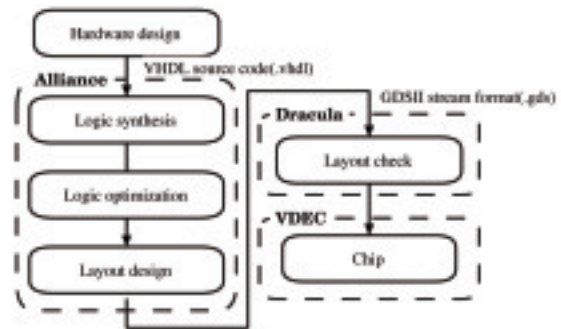 Hardware design
VHDL source code(.vhdl)
Alliance
Logic synthesis
Logic optimization
Layout design
GDSII stream format(.gds)
Dracula
Layout check
VDEC
Chip